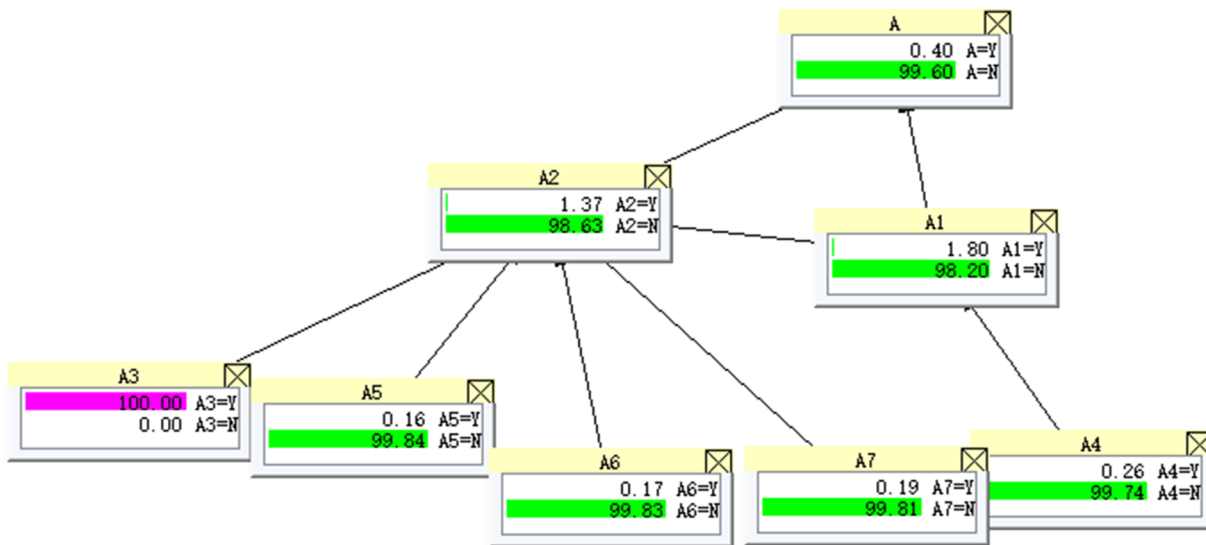 A
0.40 A=Y
99.60 A=N
A2
1.37 A2=Y
98.63 A2=N
A1
1.80 A1=Y
98.20 A1=N
A3
100.00 A3=Y
0.00 A3=N
A5
0.16 A5=Y
99.84 A5=N
A6
0.17 A6=Y
99.83 A6=N
A7
0.19 A7=Y
99.81 A7=N
A4
0.26 A4=Y
99.74 A4=N